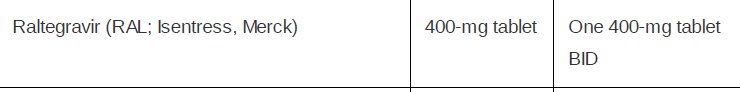 Raltegravir (RAL; Isentress, Merck)
400-mg tablet
One 400-mg tablet
BID